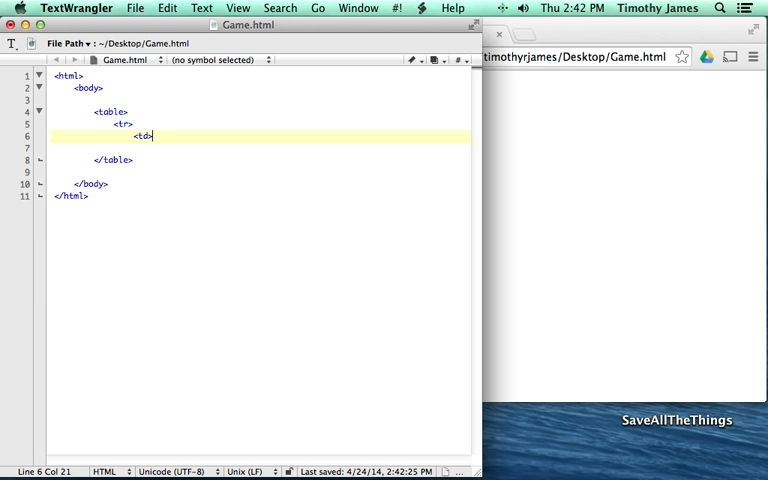 TextWrangler File Edit Text View Search Go Window #! Help Thu 2:42 PM Timothy James
Game.html
File Path : ~/Desktop/Game.html
timothyrjames/Desktop/Game.html
Game.html (no symbol selected)
1 <html>
2 <body>
3
4 <table>
5 <tr>
6 <td>
7
8 </table>
9
10 </body>
11 </html>
SaveAllTheThings
Line 6 Col 21 HTML Unicode (UTF-8) Unix (LF) Last saved: 4/24/14, 2:42:25 PM ...